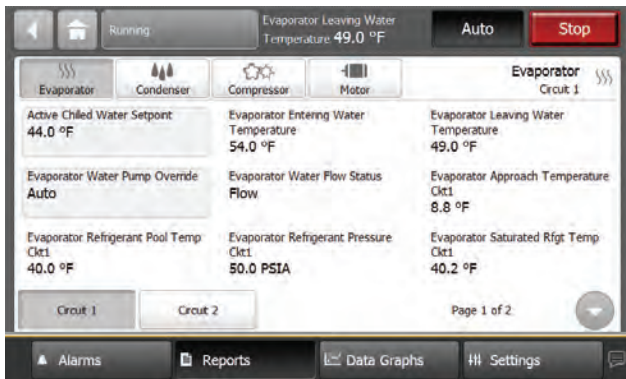 Running
Evaporator Leaving Water
Temperature 49.0 °F
Auto
Stop
Evaporator
Condenser
Compressor
Motor
Evaporator
Circuit 1
Active Chilled Water Setpoint
44.0 °F
Evaporator Entering Water
Temperature
54.0 °F
Evaporator Leaving Water
Temperature
49.0 °F
Evaporator Water Pump Override
Auto
Evaporator Water Flow Status
Flow
Evaporator Approach Temperature
Ckt1
8.8 °F
Evaporator Refrigerant Pool Temp
Ckt1
40.0 °F
Evaporator Refrigerant Pressure
Ckt1
50.0 PSIA
Evaporator Saturated Rfgt Temp
Ckt1
40.2 °F
Circuit 1
Circuit 2
Page 1 of 2
Alarms
Reports
Data Graphs
Settings